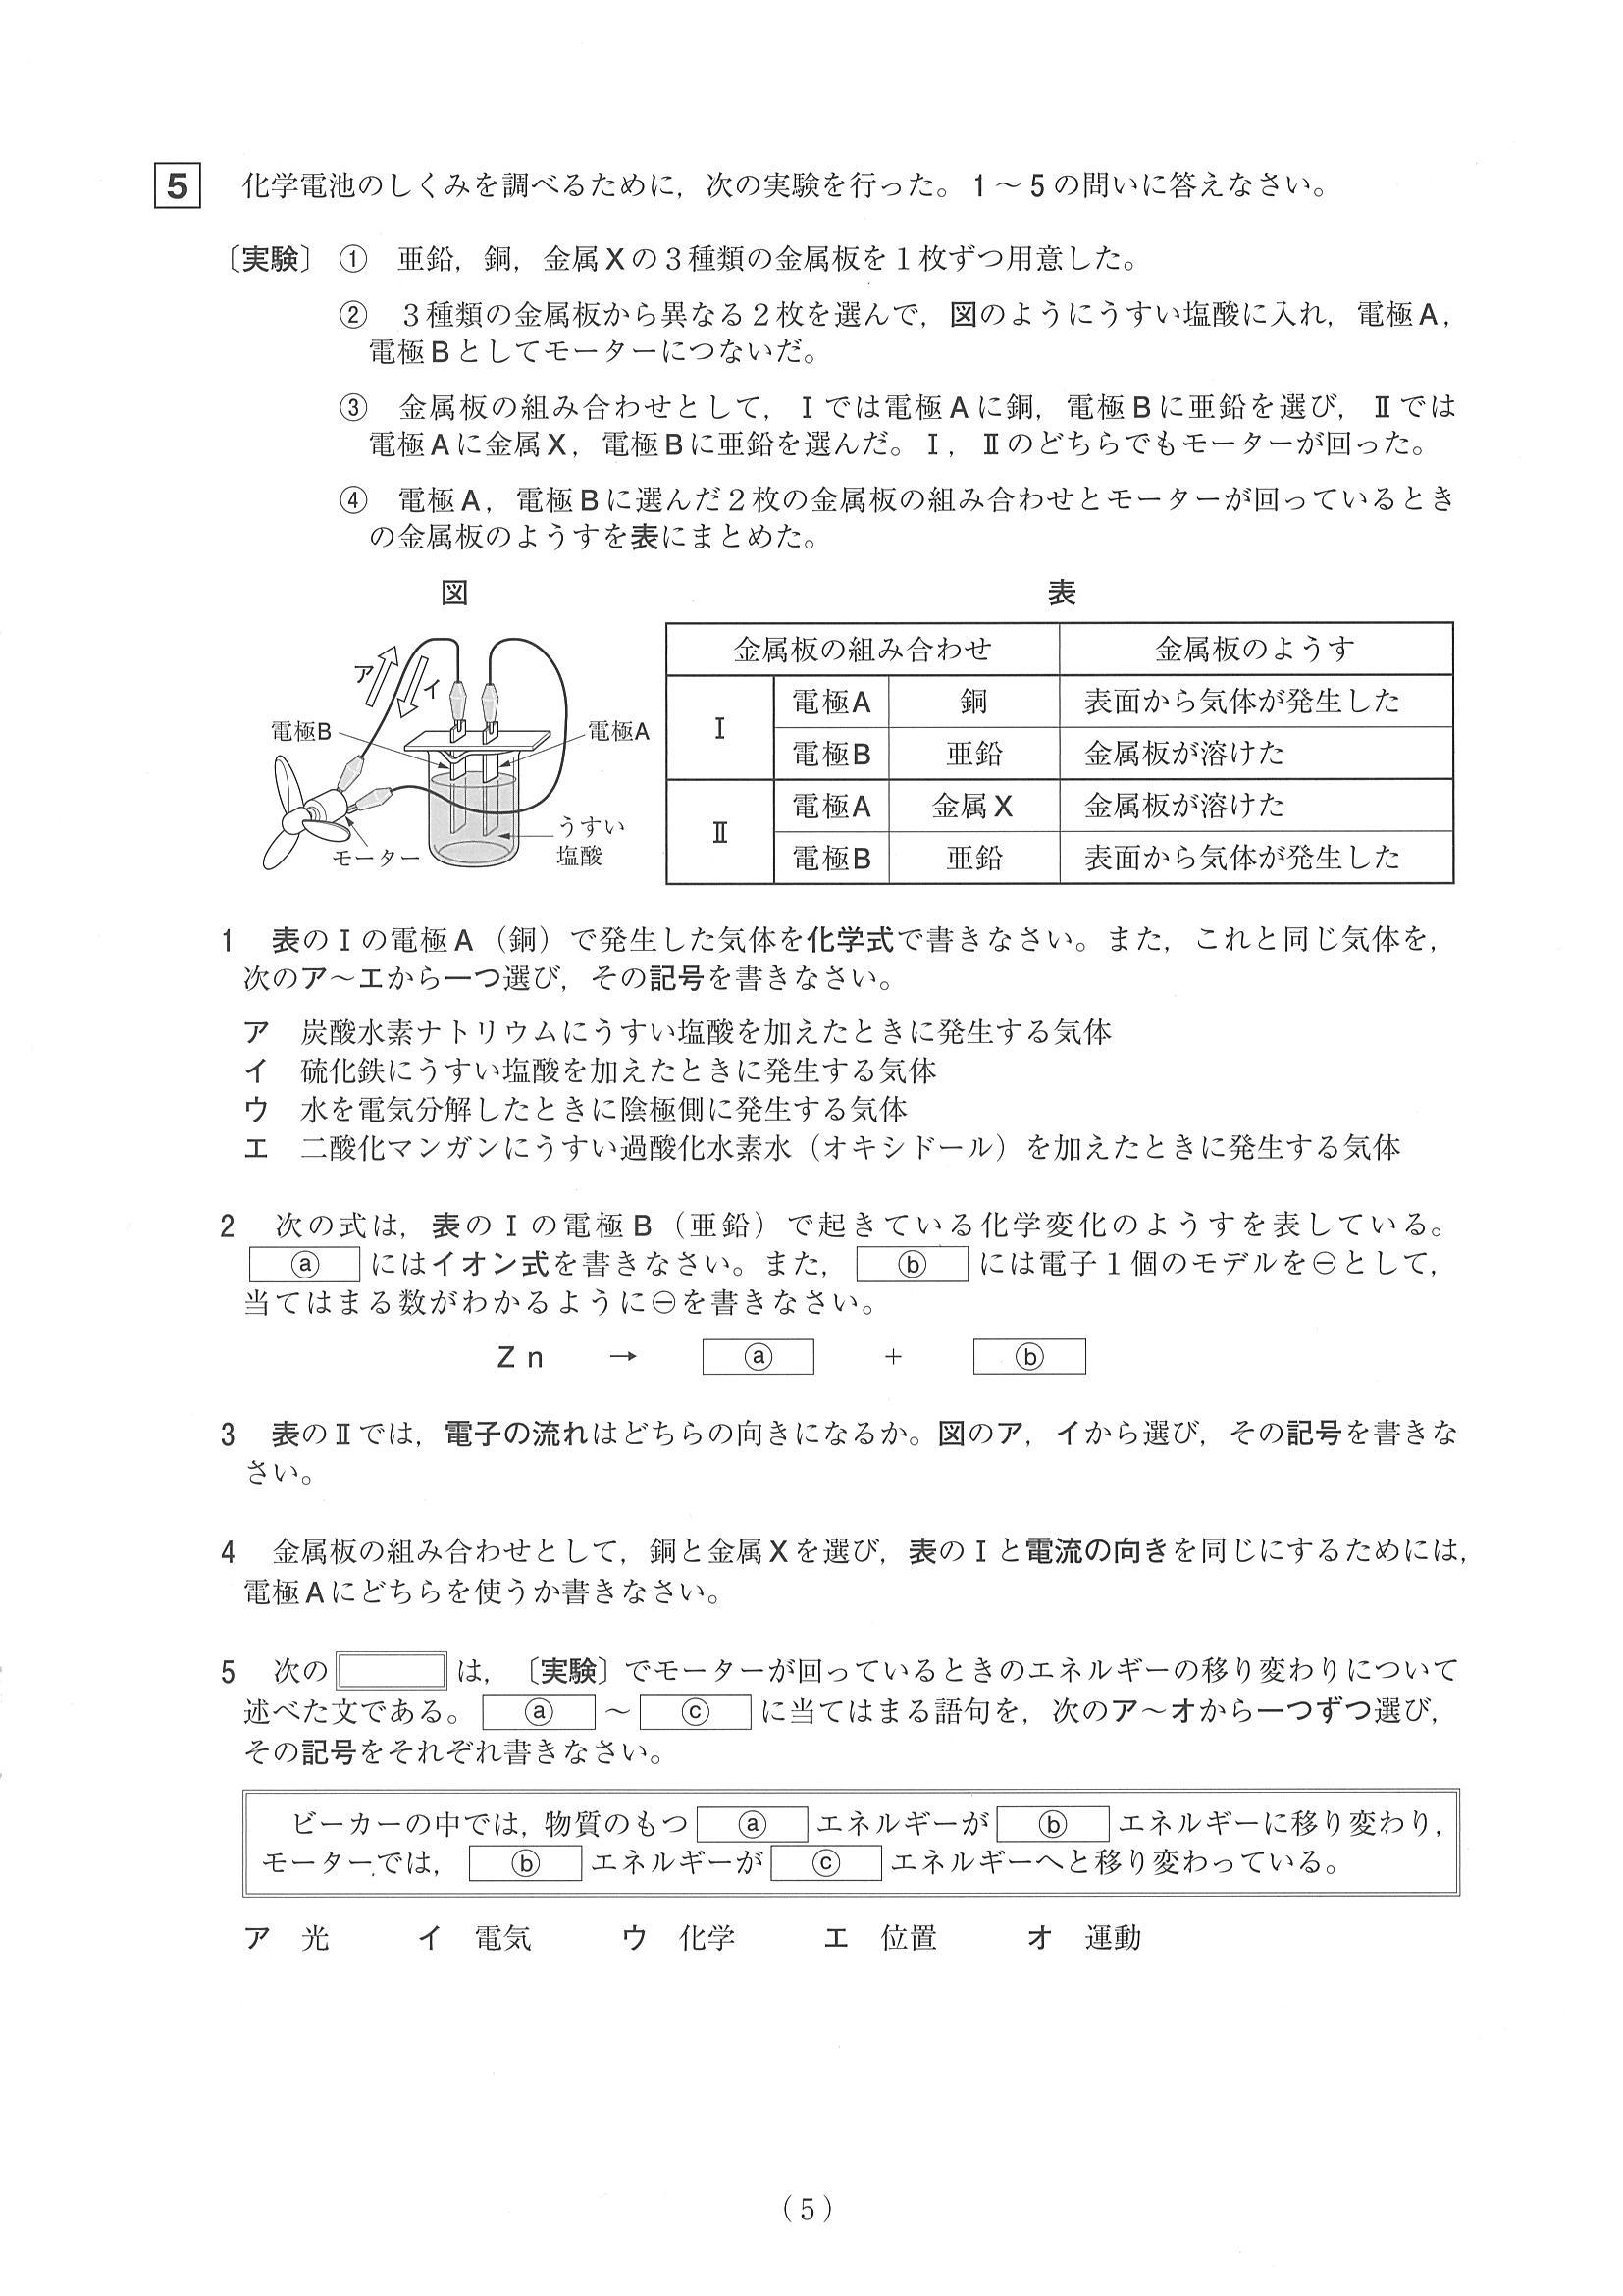 5 化学電池のしくみを調べるために，次の実験を行った。1～5の問いに答えなさい。
〔実験〕 ① 亜鉛，銅，金属Xの3種類の金属板を1枚ずつ用意した。
② 3種類の金属板から異なる2枚を選んで，図のようにうすい塩酸に入れ，電極A，
電極Bとしてモーターにつないだ。
③ 金属板の組み合わせとして，Ⅰでは電極Aに銅，電極Bに亜鉛を選び，Ⅱでは
電極Aに金属X，電極Bに亜鉛を選んだ。Ⅰ，Ⅱのどちらでもモーターが回った。
④ 電極A，電極Bに選んだ2枚の金属板の組み合わせとモーターが回っているとき
の金属板のようすを表にまとめた。
図
ア
イ
電極B
電極A
モーター
うすい
塩酸
表
金属板の組み合わせ 金属板のようす
Ⅰ 電極A 銅 表面から気体が発生した
電極B 亜鉛 金属板が溶けた
Ⅱ 電極A 金属X 金属板が溶けた
電極B 亜鉛 表面から気体が発生した
1 表のⅠの電極A（銅）で発生した気体を化学式で書きなさい。また，これと同じ気体を，
次のア～エから一つ選び，その記号を書きなさい。
ア 炭酸水素ナトリウムにうすい塩酸を加えたときに発生する気体
イ 硫化鉄にうすい塩酸を加えたときに発生する気体
ウ 水を電気分解したときに陰極側に発生する気体
エ 二酸化マンガンにうすい過酸化水素水（オキシドール）を加えたときに発生する気体
2 次の式は，表のⅠの電極B（亜鉛）で起きている化学変化のようすを表している。
ⓐ にはイオン式を書きなさい。また， ⓑ には電子1個のモデルを⊖として，
当てはまる数がわかるように⊖を書きなさい。
Zn → ⓐ + ⓑ
3 表のⅡでは，電子の流れはどちらの向きになるか。図のア，イから選び，その記号を書きな
さい。
4 金属板の組み合わせとして，銅と金属Xを選び，表のⅠと電流の向きを同じにするためには，
電極Aにどちらを使うか書きなさい。
5 次の は，〔実験〕でモーターが回っているときのエネルギーの移り変わりについて
述べた文である。 ⓐ ～ ⓒ に当てはまる語句を，次のア～オから一つずつ選び，
その記号をそれぞれ書きなさい。
ビーカーの中では，物質のもつ ⓐ エネルギーが ⓑ エネルギーに移り変わり，
モーターでは， ⓑ エネルギーが ⓒ エネルギーへと移り変わっている。
ア 光 イ 電気 ウ 化学 エ 位置 オ 運動
（5）